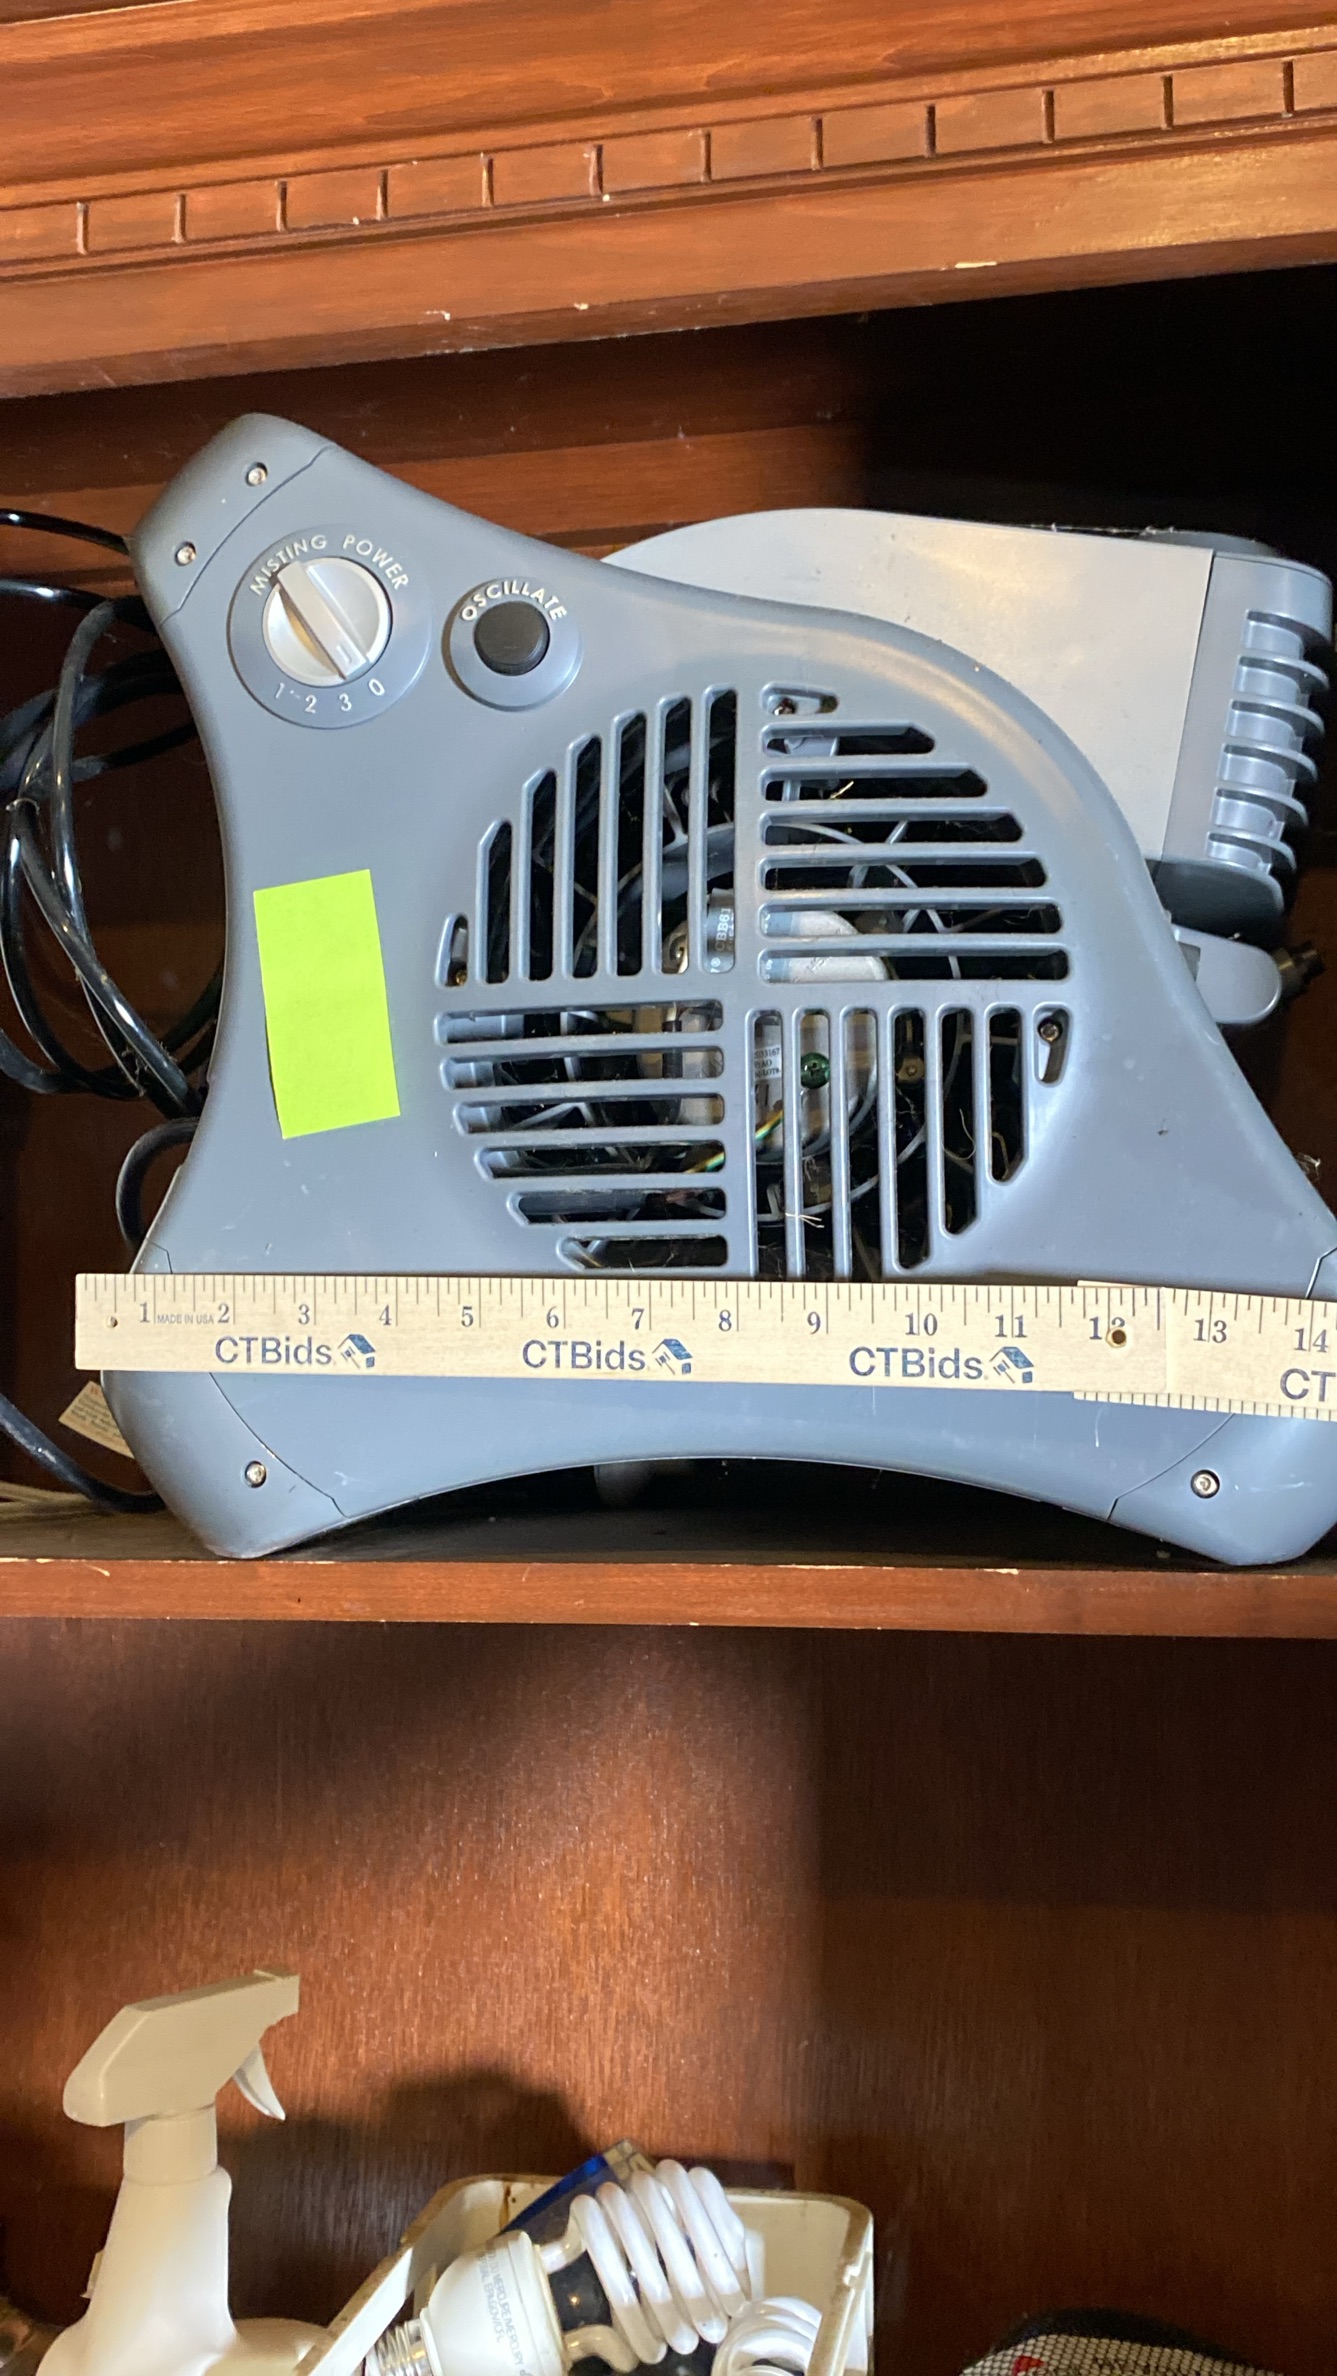 MISTING POWER
OSCILLATE
1 2 3 0
CBB61
1 MADE IN USA 2 3 4 5 6 7 8 9 10 11 12 13 14
CTBids CTBids CTBids CT